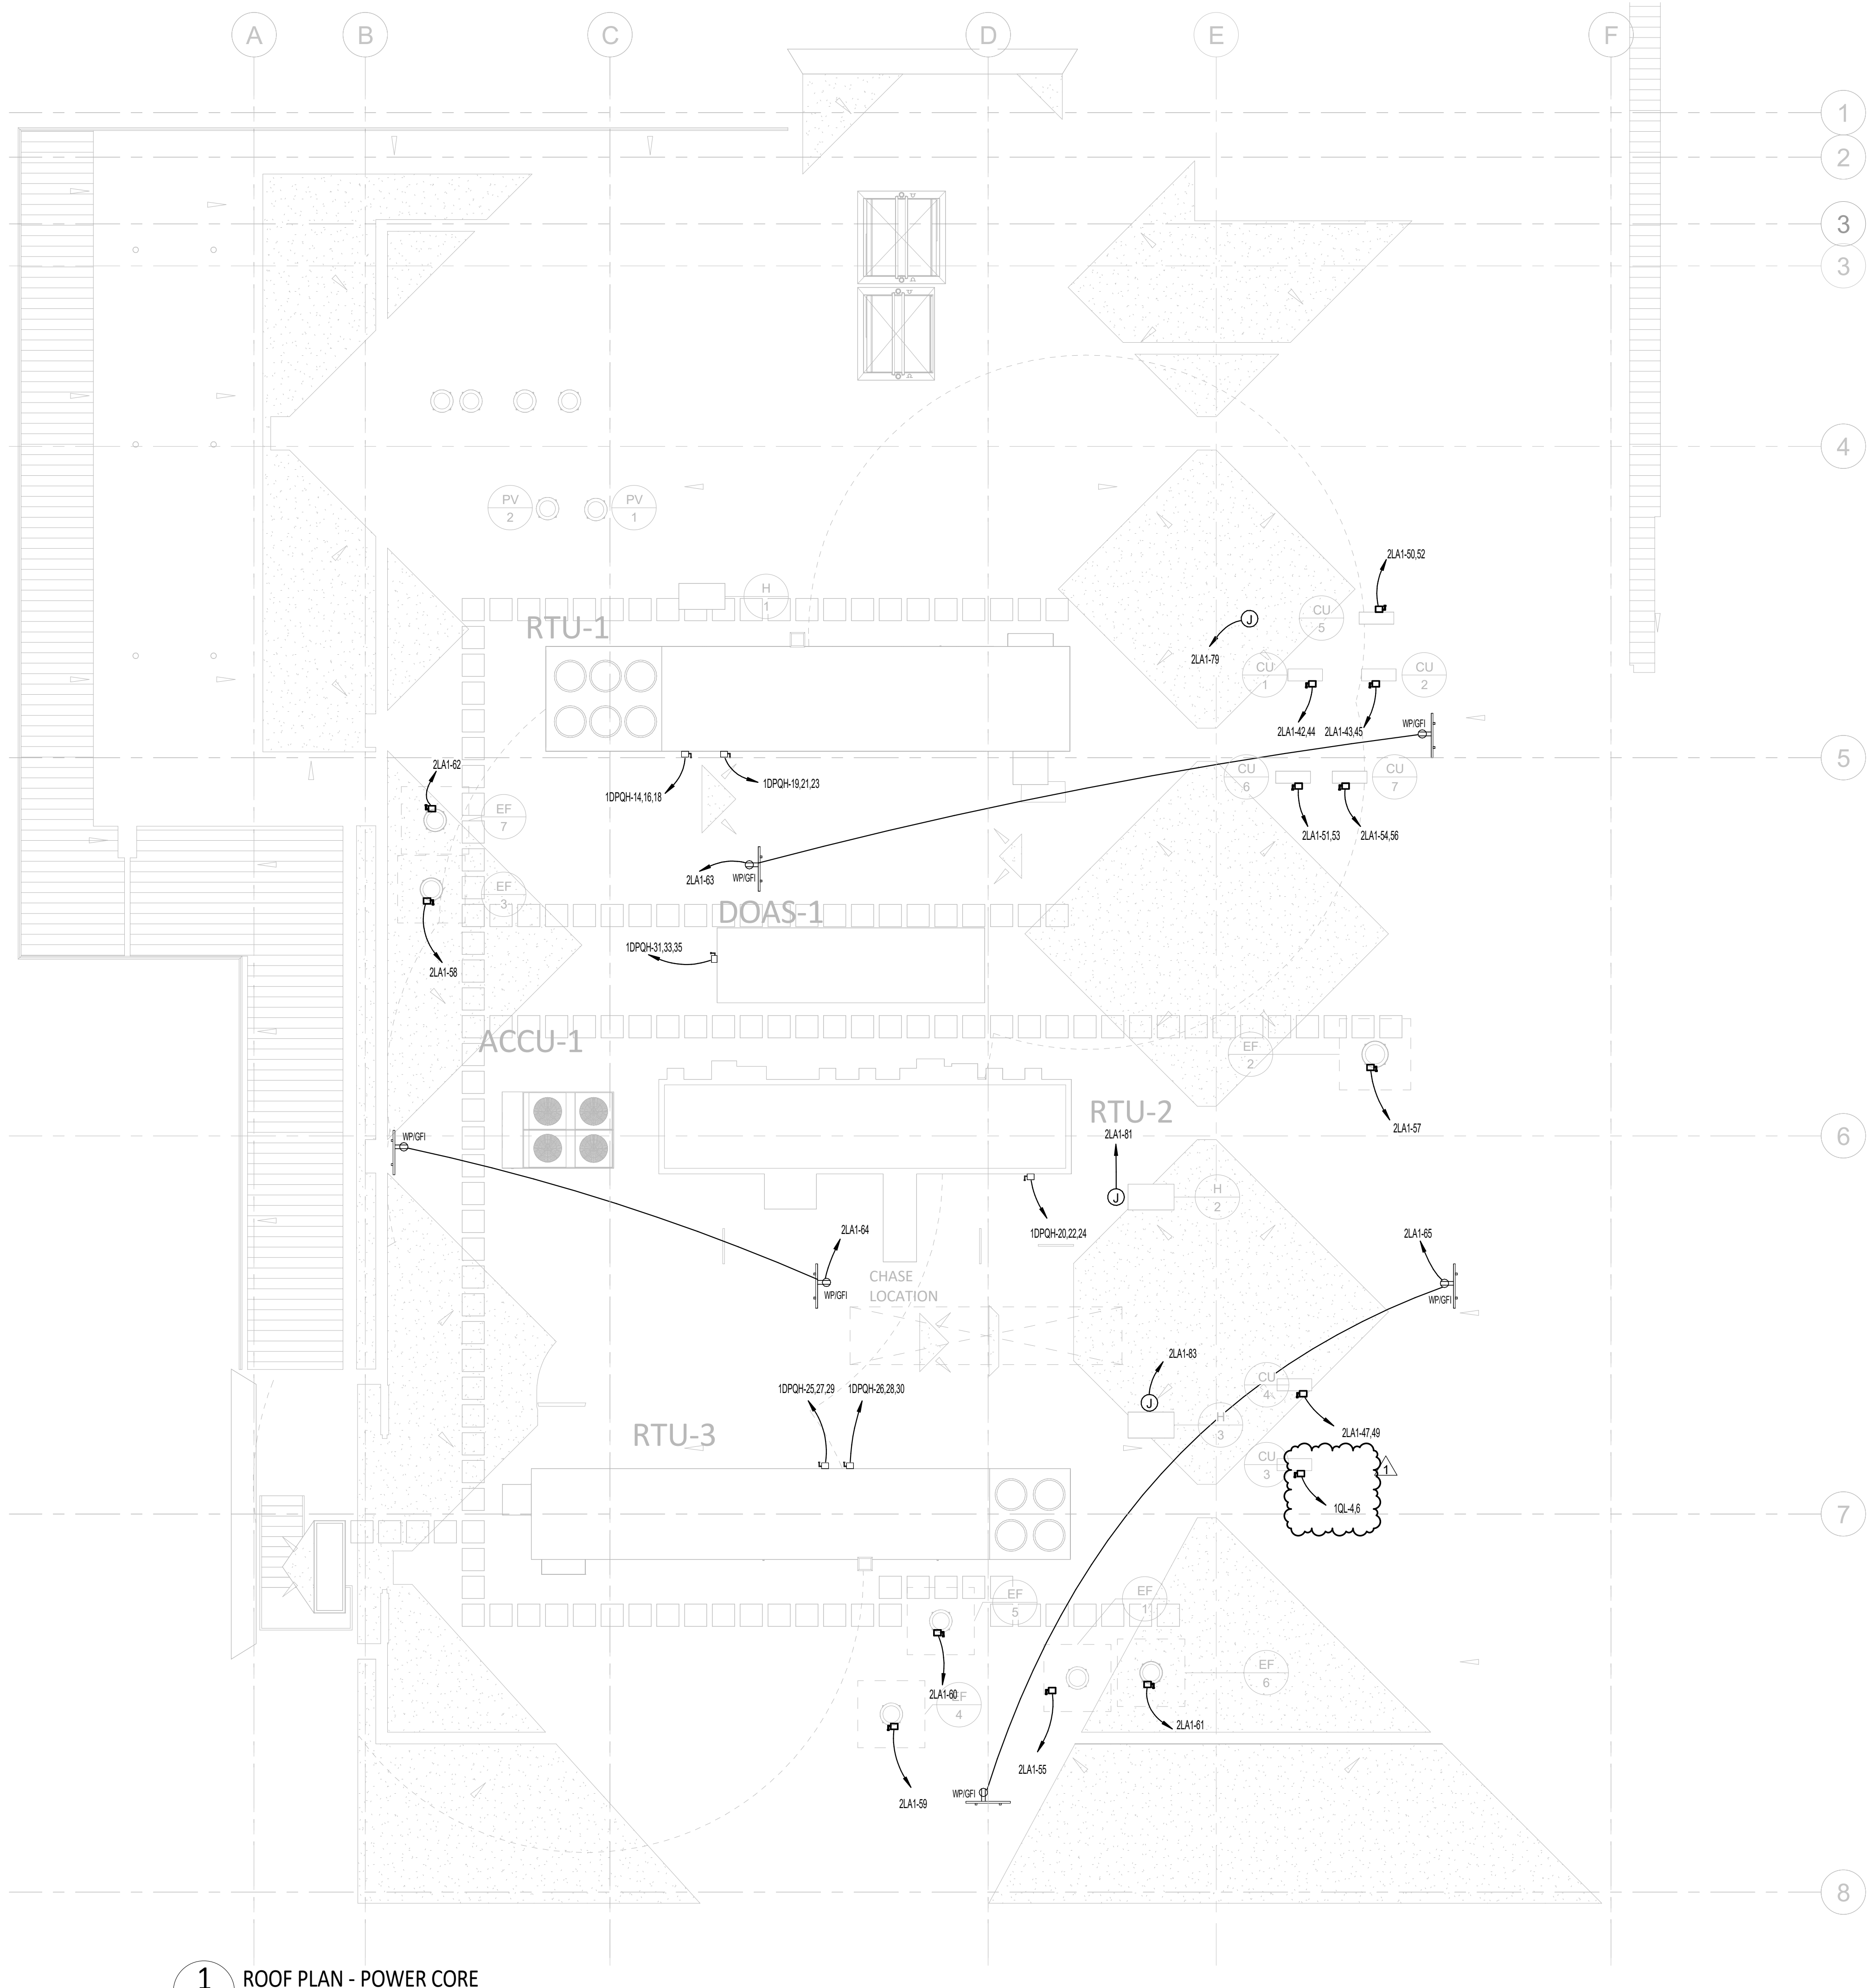 A B C D E F
1
2
3
3
4
PV
2
PV
1
2LA1-50,52
H
1
CU
5
J
RTU-1
2LA1-79
CU
1
CU
2
2LA1-42,44 2LA1-43,45
WP/GFI
5
2LA1-62
CU
6
CU
7
1DPQH-14,16,18
1DPQH-19,21,23
EF
7
2LA1-51,53
2LA1-54,56
2LA1-63
WP/GFI
EF
3
DOAS-1
1DPQH-31,33,35
2LA1-58
ACCU-1
EF
2
RTU-2
2LA1-57
2LA1-81
WP/GFI
6
J
H
2
2LA1-64
1DPQH-20,22,24
2LA1-65
CHASE
LOCATION
WP/GFI
WP/GFI
2LA1-83
CU
4
1DPQH-25,27,29
1DPQH-26,28,30
J
RTU-3
H
3
2LA1-47,49
CU
3
1
1QL-4,6
7
EF
5
EF
1
EF
6
2LA1-60
EF
4
2LA1-61
2LA1-55
WP/GFI
2LA1-59
8
1
ROOF PLAN - POWER CORE